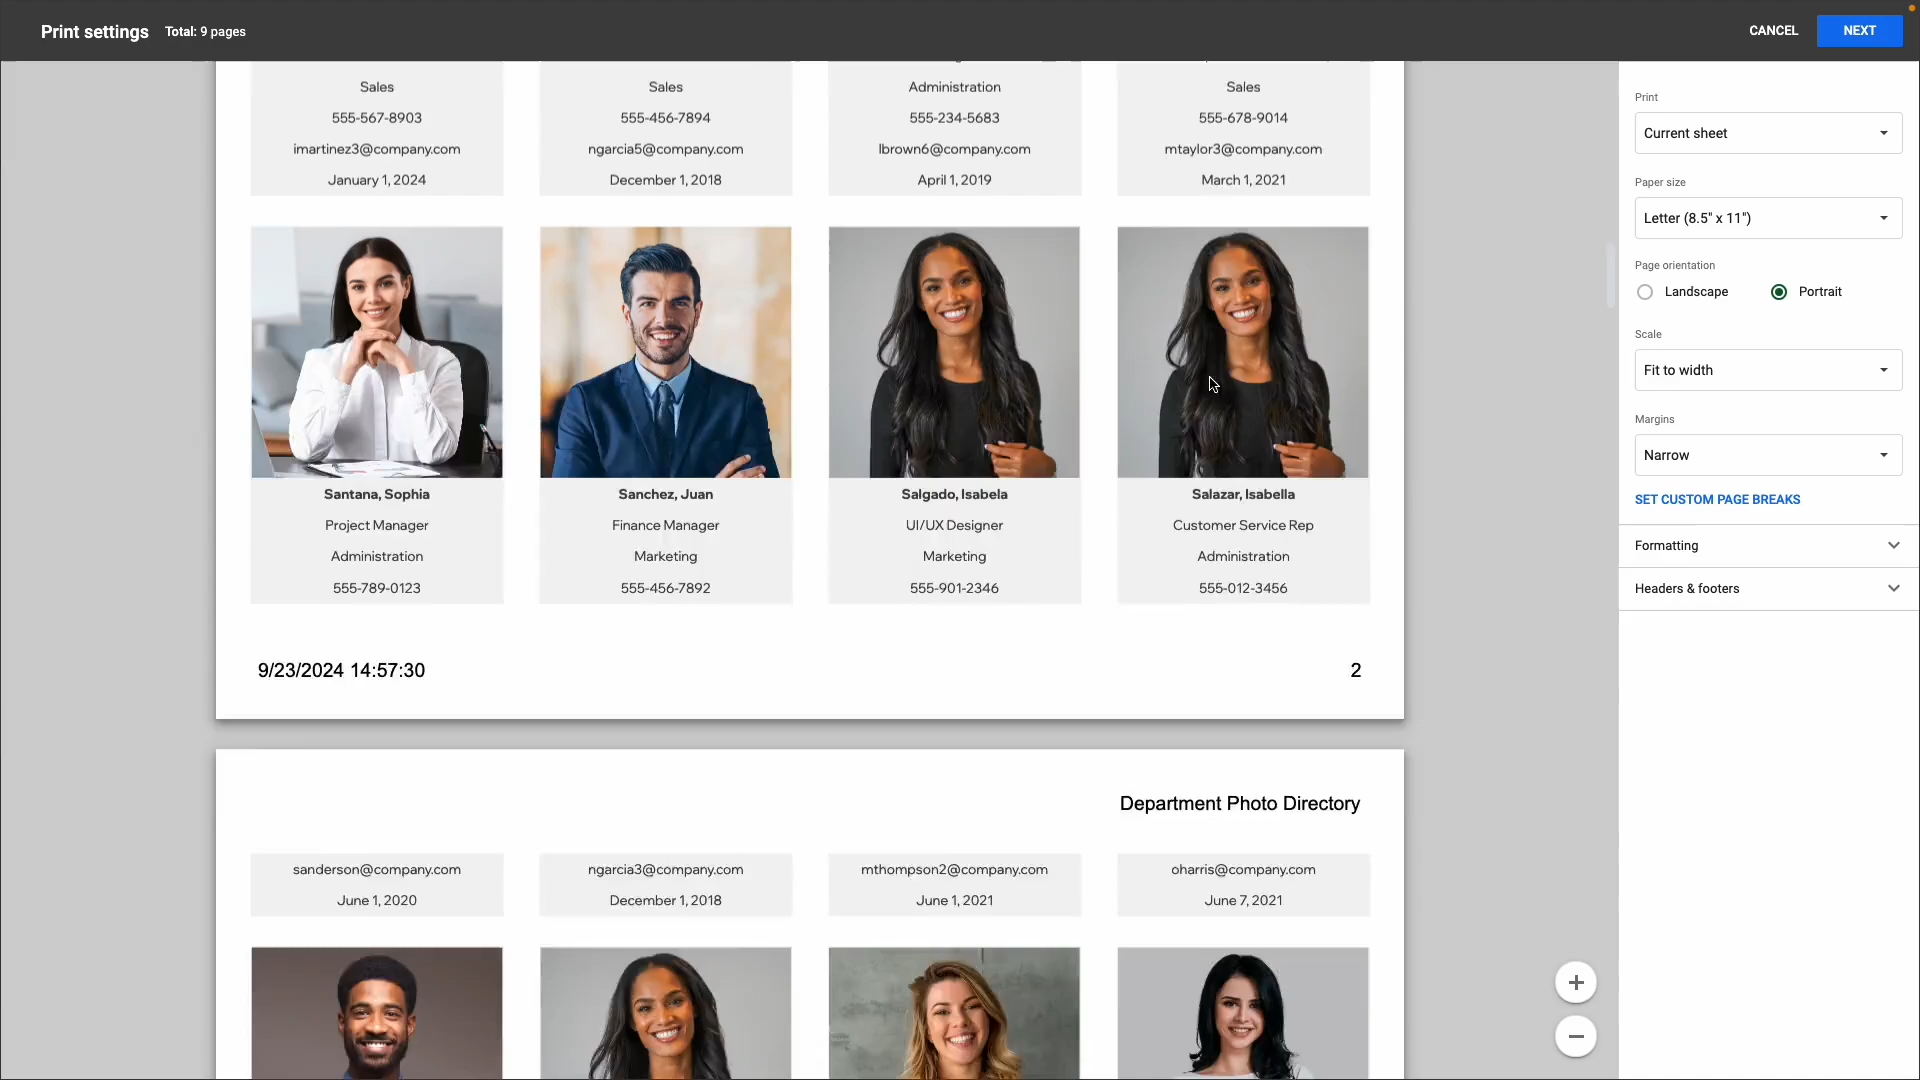 Print settings Total: 9 pages CANCEL NEXT
Sales Sales Administration Sales
555-567-8903 555-456-7894 555-234-5683 555-678-9014
imartinez3@company.com ngarcia5@company.com lbrown6@company.com mtaylor3@company.com
January 1, 2024 December 1, 2018 April 1, 2019 March 1, 2021
Santana, Sophia Sanchez, Juan Salgado, Isabela Salazar, Isabella
Project Manager Finance Manager UI/UX Designer Customer Service Rep
Administration Marketing Marketing Administration
555-789-0123 555-456-7892 555-901-2346 555-012-3456
9/23/2024 14:57:30 2
Department Photo Directory
sanderson@company.com ngarcia3@company.com mthompson2@company.com oharris@company.com
June 1, 2020 December 1, 2018 June 1, 2021 June 7, 2021
Print
Current sheet
Paper size
Letter (8.5" x 11")
Page orientation
Landscape Portrait
Scale
Fit to width
Margins
Narrow
SET CUSTOM PAGE BREAKS
Formatting
Headers & footers